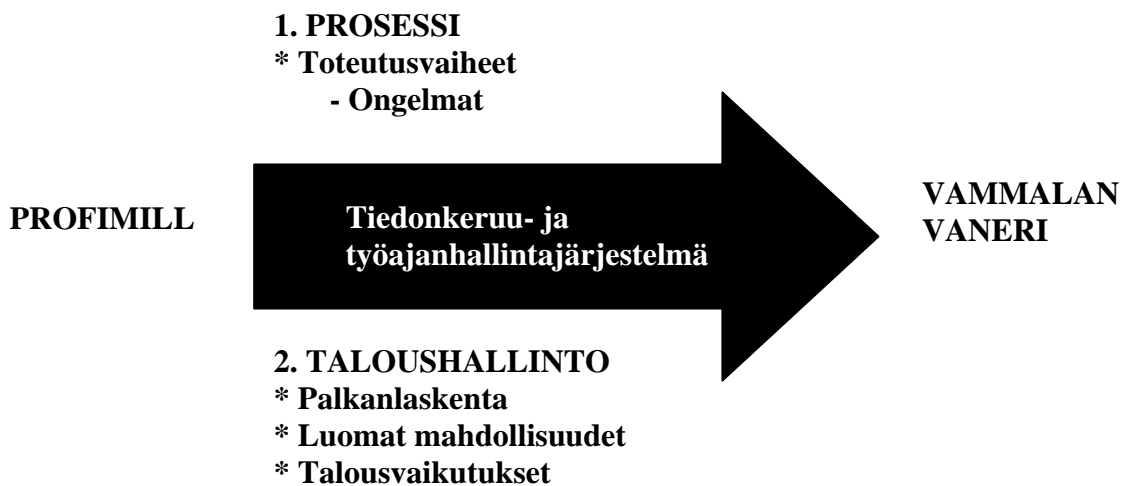 1. PROSESSI
* Toteutusvaiheet
- Ongelmat
PROFIMILL
Tiedonkeruu- ja
työajanhallintajärjestelmä
VAMMALAN
VANERI
2. TALOUSHALLINTO
* Palkanlaskenta
* Luomat mahdollisuudet
* Talousvaikutukset